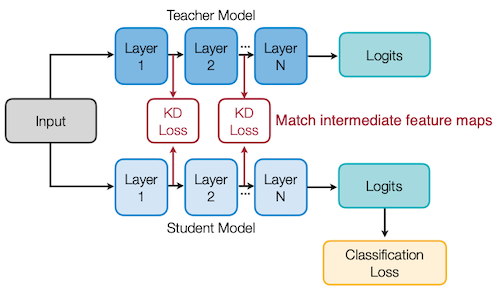 Teacher Model
Layer
1
Layer
2
...
Layer
N
Logits
Input
KD
Loss
KD
Loss
Match intermediate feature maps
Layer
1
Layer
2
...
Layer
N
Logits
Student Model
Classification
Loss